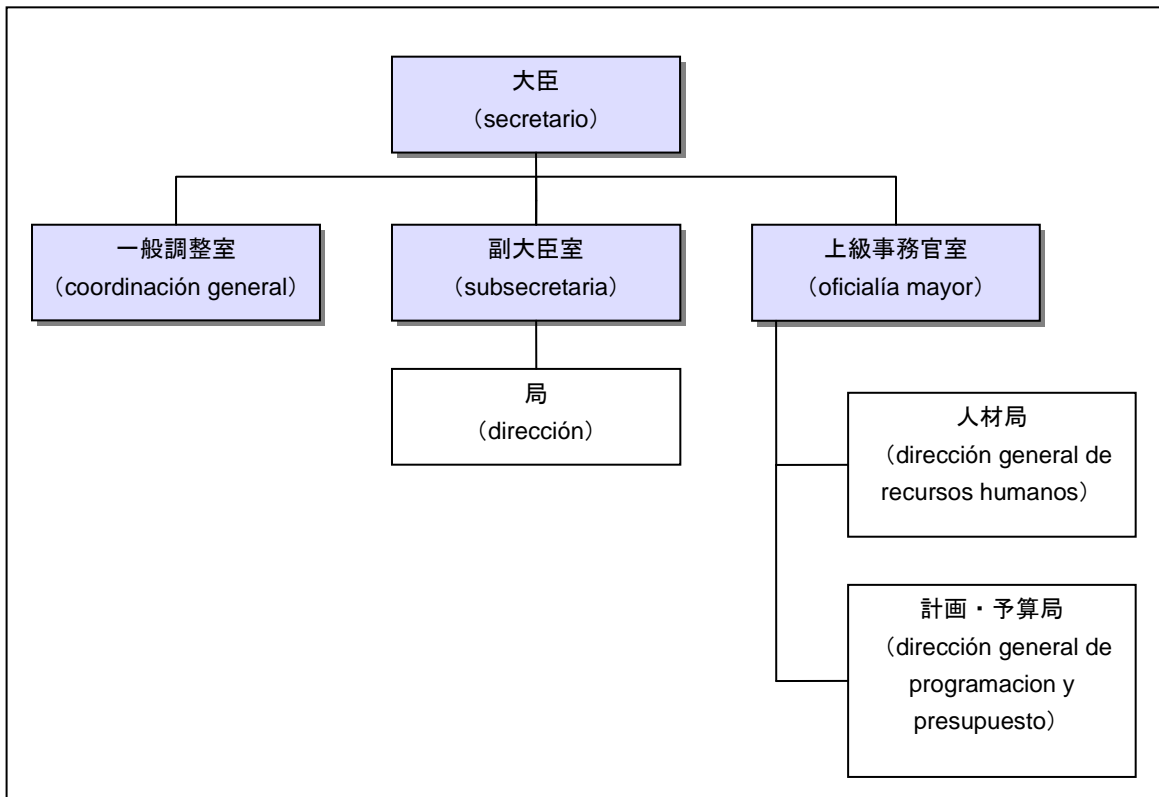 大臣
（secretario）
一般調整室
（coordinación general）
副大臣室
（subsecretaria）
上級事務官室
（oficialía mayor）
局
（dirección）
人材局
（dirección general de
recursos humanos）
計画・予算局
（dirección general de
programacion y
presupuesto）